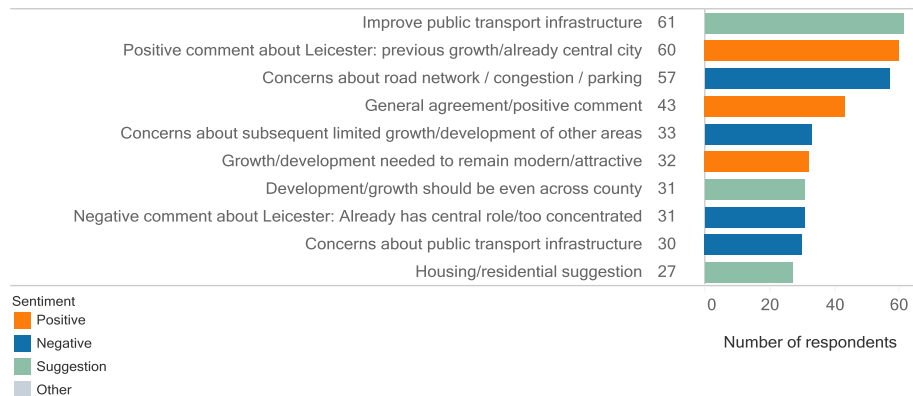 Improve public transport infrastructure 61
Positive comment about Leicester: previous growth/already central city 60
Concerns about road network / congestion / parking 57
General agreement/positive comment 43
Concerns about subsequent limited growth/development of other areas 33
Growth/development needed to remain modern/attractive 32
Development/growth should be even across county 31
Negative comment about Leicester: Already has central role/too concentrated 31
Concerns about public transport infrastructure 30
Housing/residential suggestion 27
0 20 40 60
Number of respondents
Sentiment
Positive
Negative
Suggestion
Other